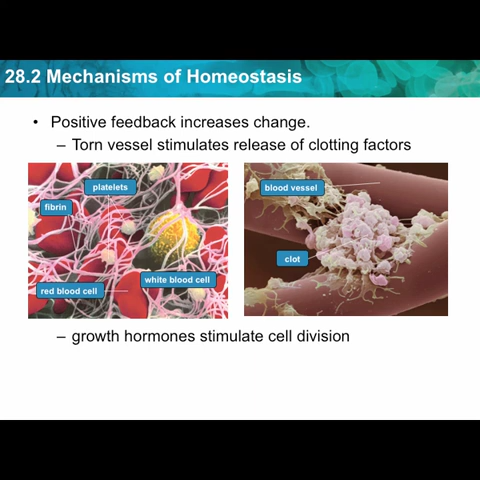 28.2 Mechanisms of Homeostasis
• Positive feedback increases change.
– Torn vessel stimulates release of clotting factors
platelets
fibrin
white blood cell
red blood cell
blood vessel
clot
– growth hormones stimulate cell division